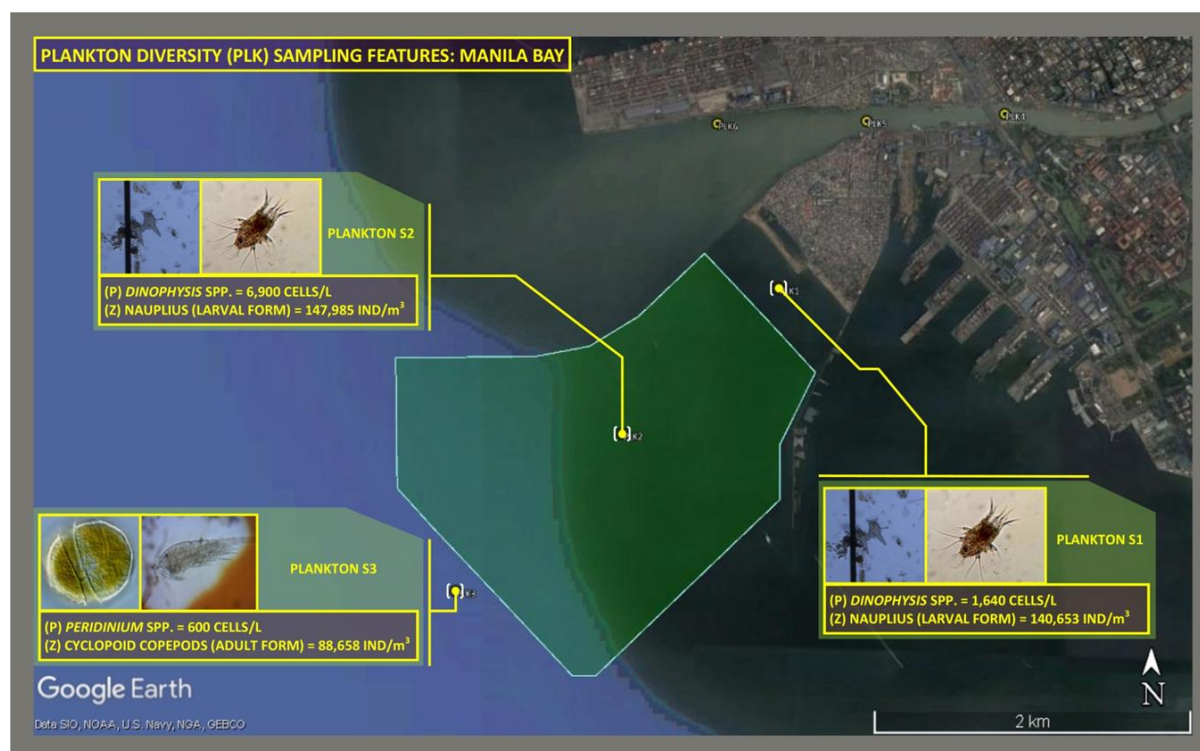 PLANKTON DIVERSITY (PLK) SAMPLING FEATURES: MANILA BAY
PLK6
PLK5
PLK4
PLANKTON S2
(P) DINOPHYSIS SPP. = 6,900 CELLS/L
(Z) NAUPLIUS (LARVAL FORM) = 147,985 IND/m³
K1
K2
PLANKTON S3
(P) PERIDINIUM SPP. = 600 CELLS/L
(Z) CYCLOPOID COPEPODS (ADULT FORM) = 88,658 IND/m³
K3
PLANKTON S1
(P) DINOPHYSIS SPP. = 1,640 CELLS/L
(Z) NAUPLIUS (LARVAL FORM) = 140,653 IND/m³
Google Earth
Data SIO, NOAA, U.S. Navy, NGA, GEBCO
N
2 km